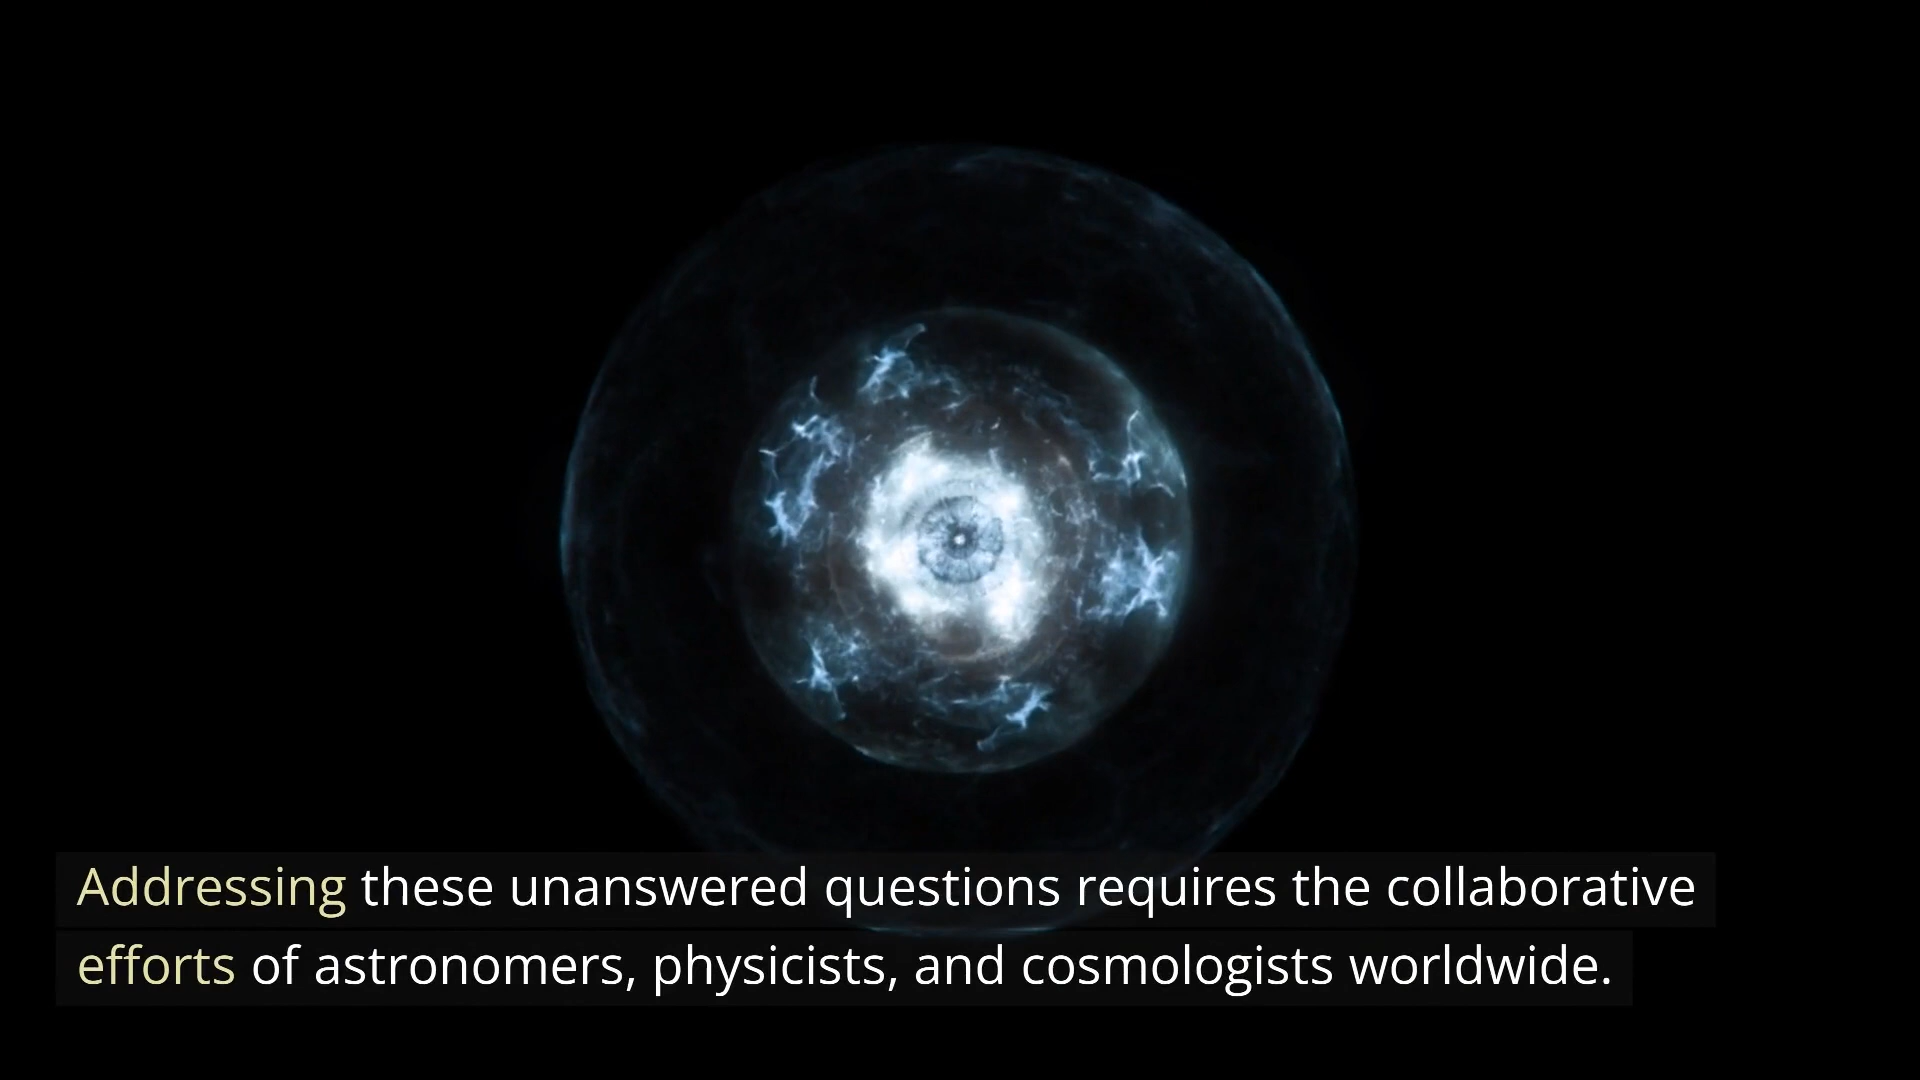 Addressing these unanswered questions requires the collaborative
efforts of astronomers, physicists, and cosmologists worldwide.